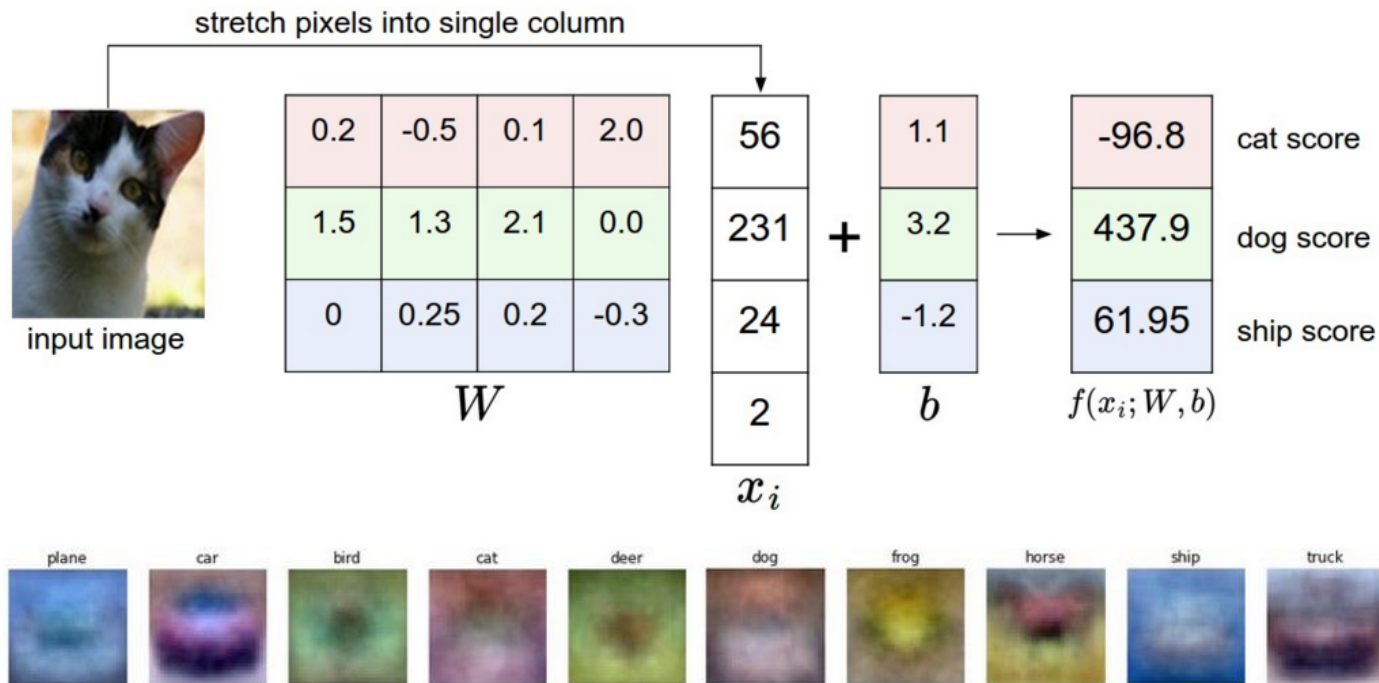 stretch pixels into single column
0.2 -0.5 0.1 2.0 56 1.1 -96.8 cat score
1.5 1.3 2.1 0.0 231 + 3.2 437.9 dog score
0 0.25 0.2 -0.3 24 -1.2 61.95 ship score
input image
W 2 b f(x_i; W, b)
x_i
plane car bird cat deer dog frog horse ship truck